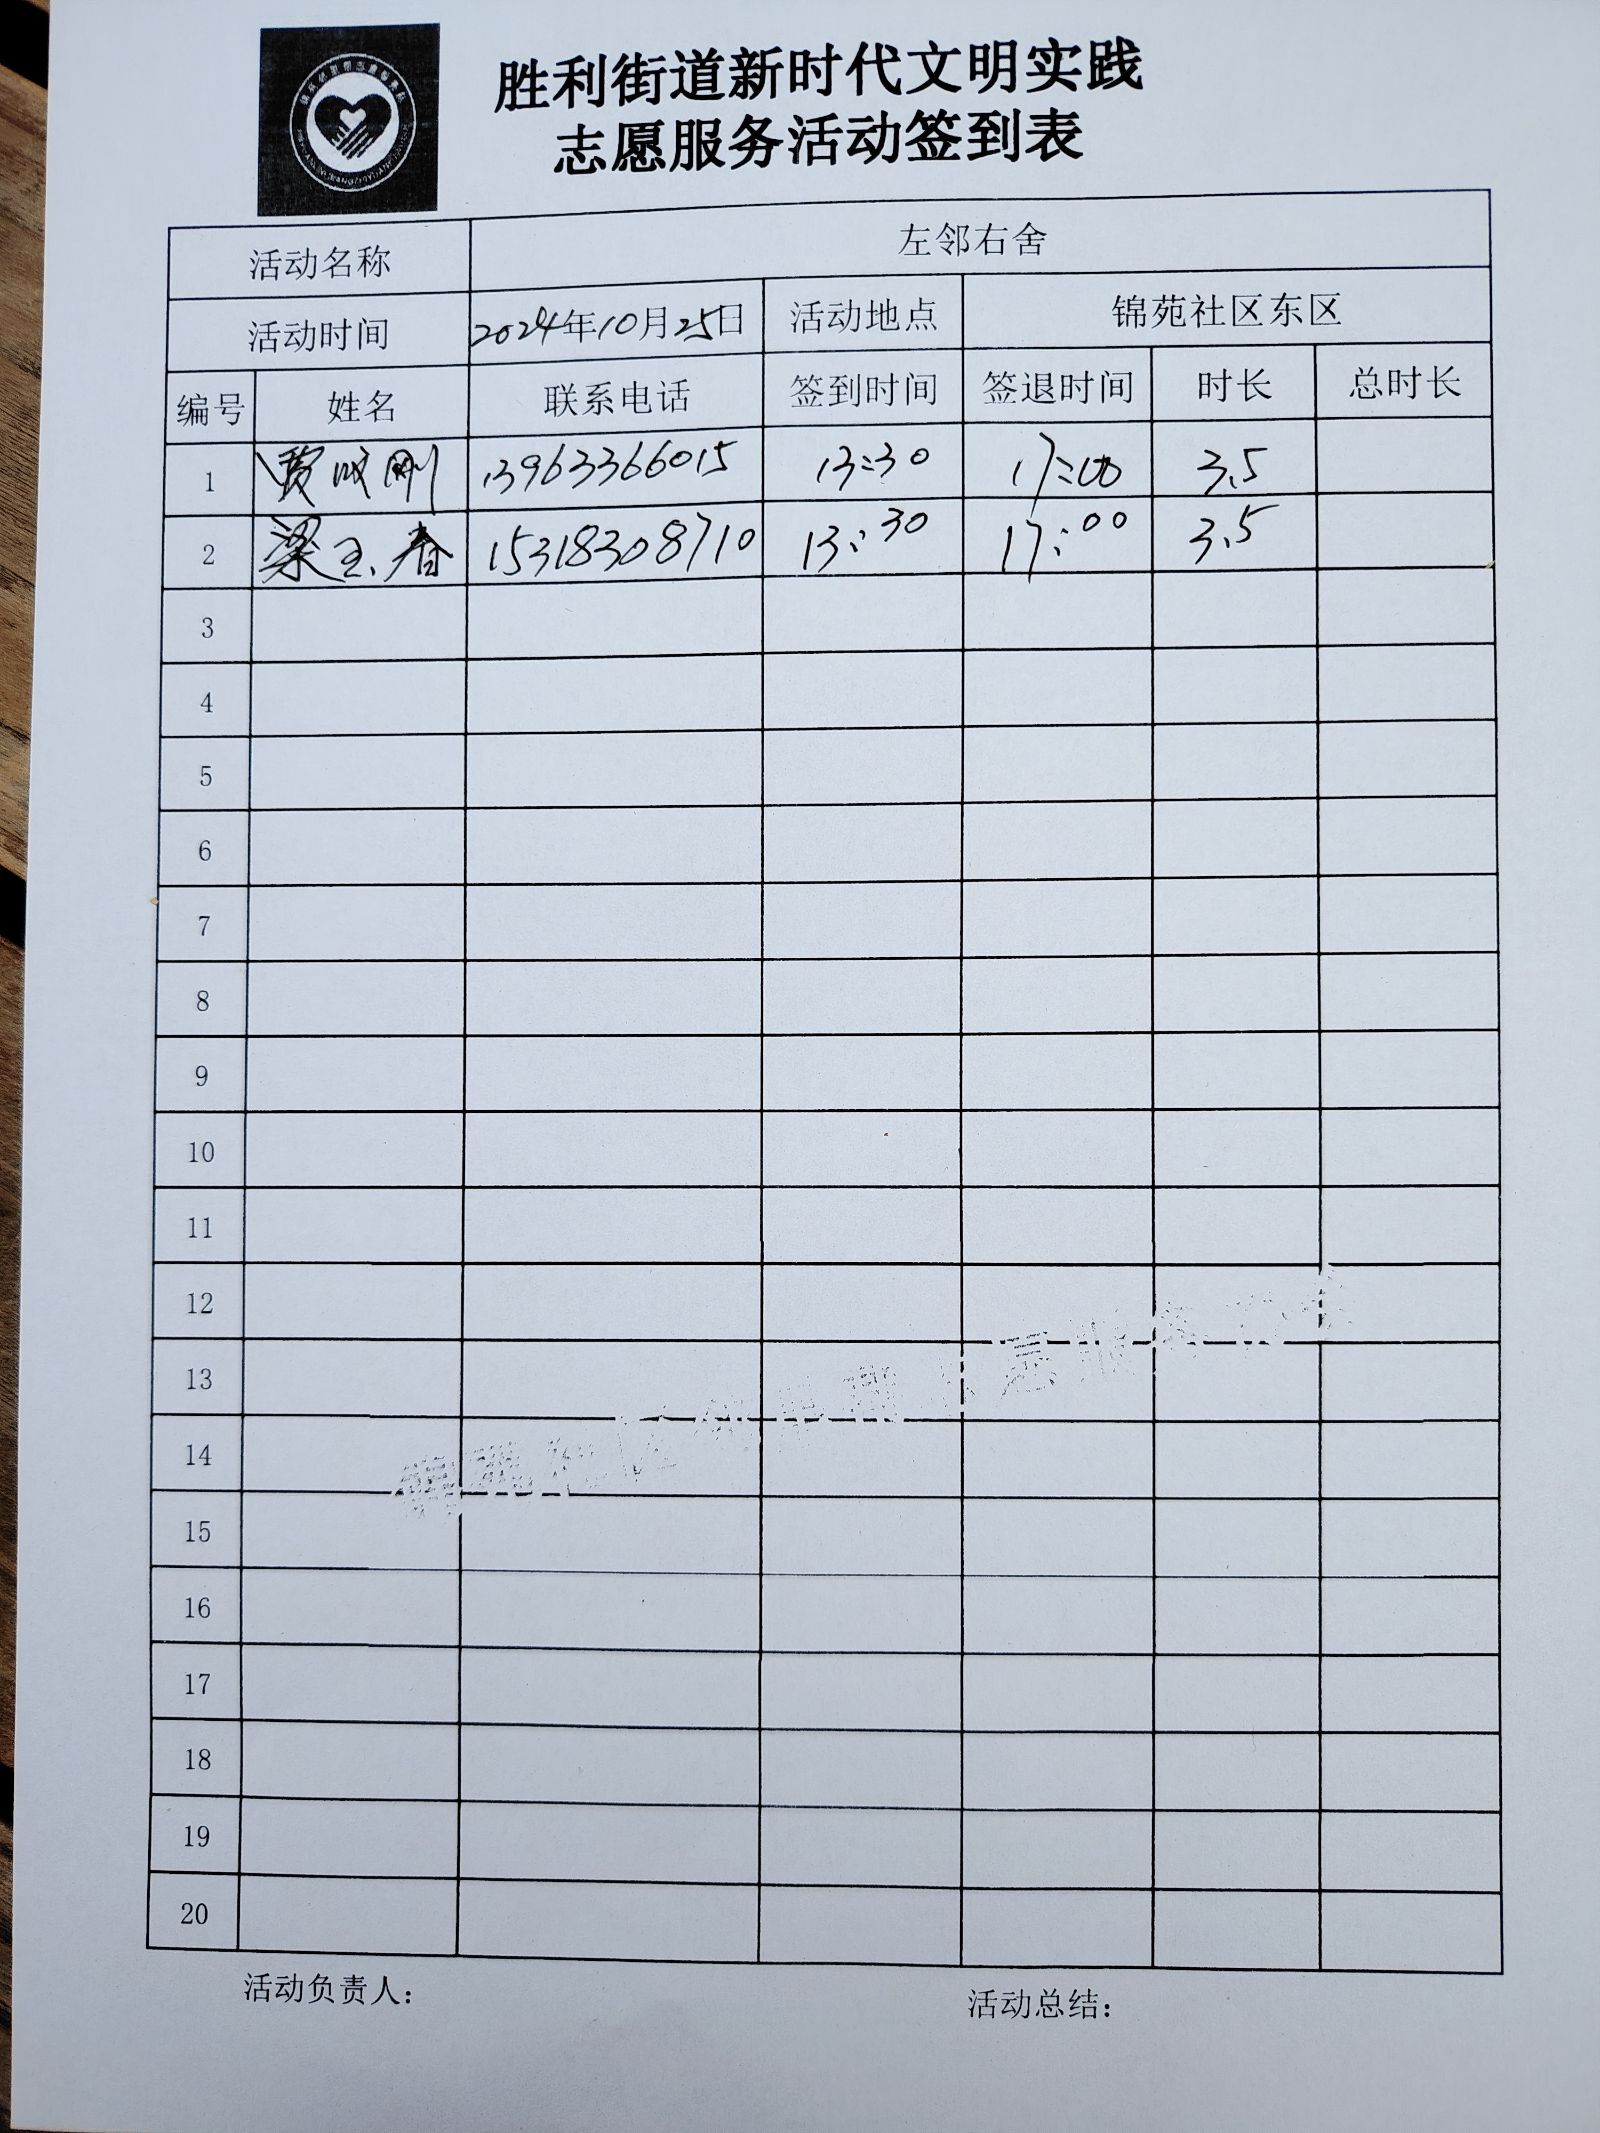 胜利街道新时代文明实践
志愿服务活动签到表
活动名称 左邻右舍
活动时间 2024年10月25日 活动地点 锦苑社区东区
编号 姓名 联系电话 签到时间 签退时间 时长 总时长
1 贾 刚 13963366015 13:30 17:00 3.5
2 梁玉春 15318308710 13:30 17:00 3.5
3
4
5
6
7
8
9
10
11
12
13
14
15
16
17
18
19
20
活动负责人： 活动总结：